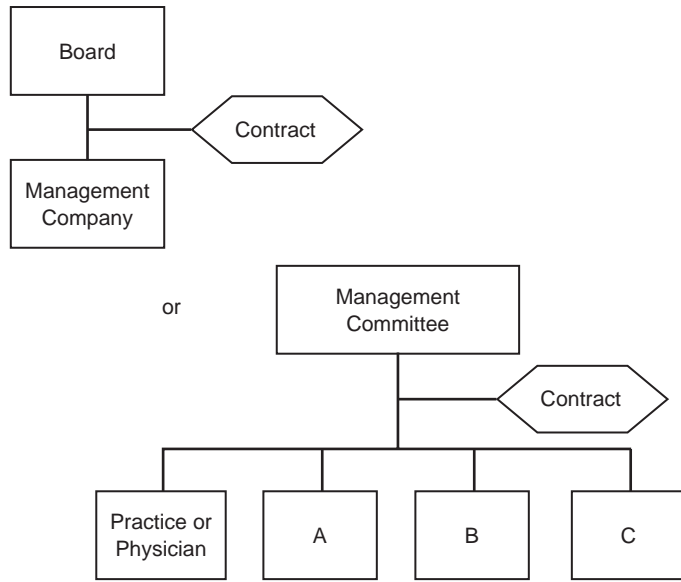 Board
Contract
Management
Company
or
Management
Committee
Contract
Practice or
Physician
A
B
C